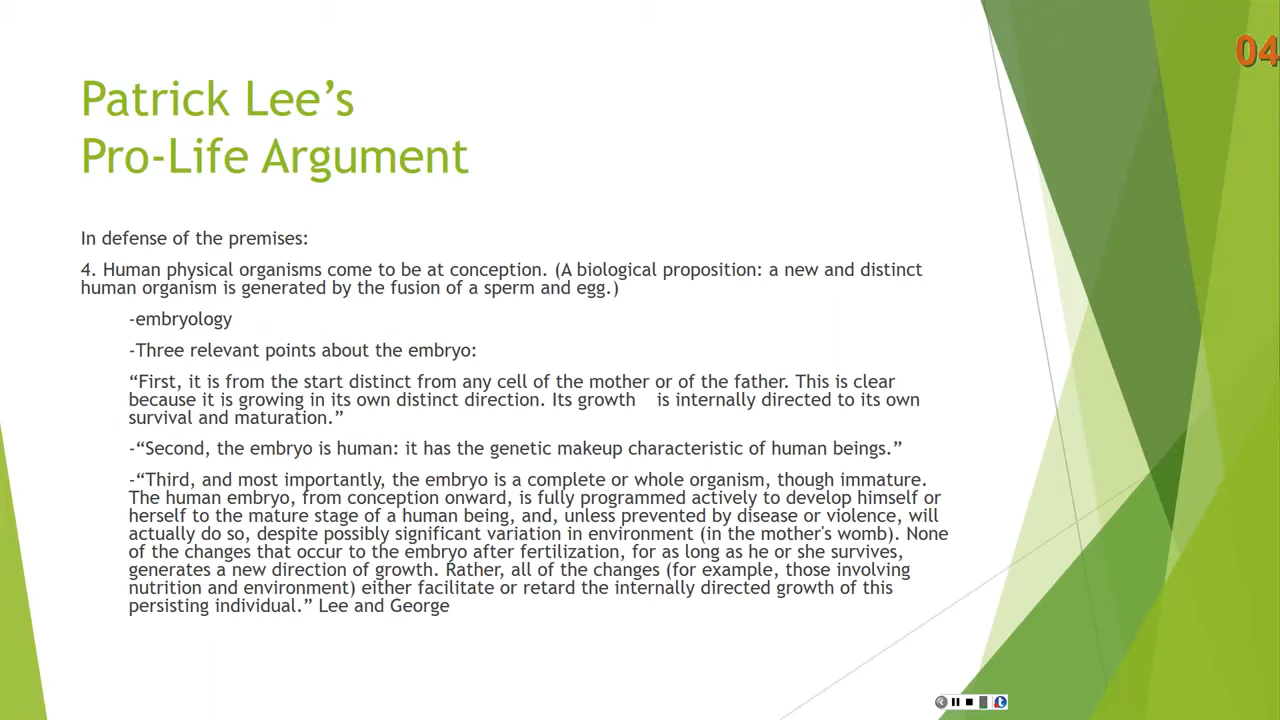 04
Patrick Lee’s
Pro-Life Argument
In defense of the premises:
4. Human physical organisms come to be at conception. (A biological proposition: a new and distinct
human organism is generated by the fusion of a sperm and egg.)
-embryology
-Three relevant points about the embryo:
“First, it is from the start distinct from any cell of the mother or of the father. This is clear
because it is growing in its own distinct direction. Its growth is internally directed to its own
survival and maturation.”
-“Second, the embryo is human: it has the genetic makeup characteristic of human beings.”
-“Third, and most importantly, the embryo is a complete or whole organism, though immature.
The human embryo, from conception onward, is fully programmed actively to develop himself or
herself to the mature stage of a human being, and, unless prevented by disease or violence, will
actually do so, despite possibly significant variation in environment (in the mother's womb). None
of the changes that occur to the embryo after fertilization, for as long as he or she survives,
generates a new direction of growth. Rather, all of the changes (for example, those involving
nutrition and environment) either facilitate or retard the internally directed growth of this
persisting individual.” Lee and George